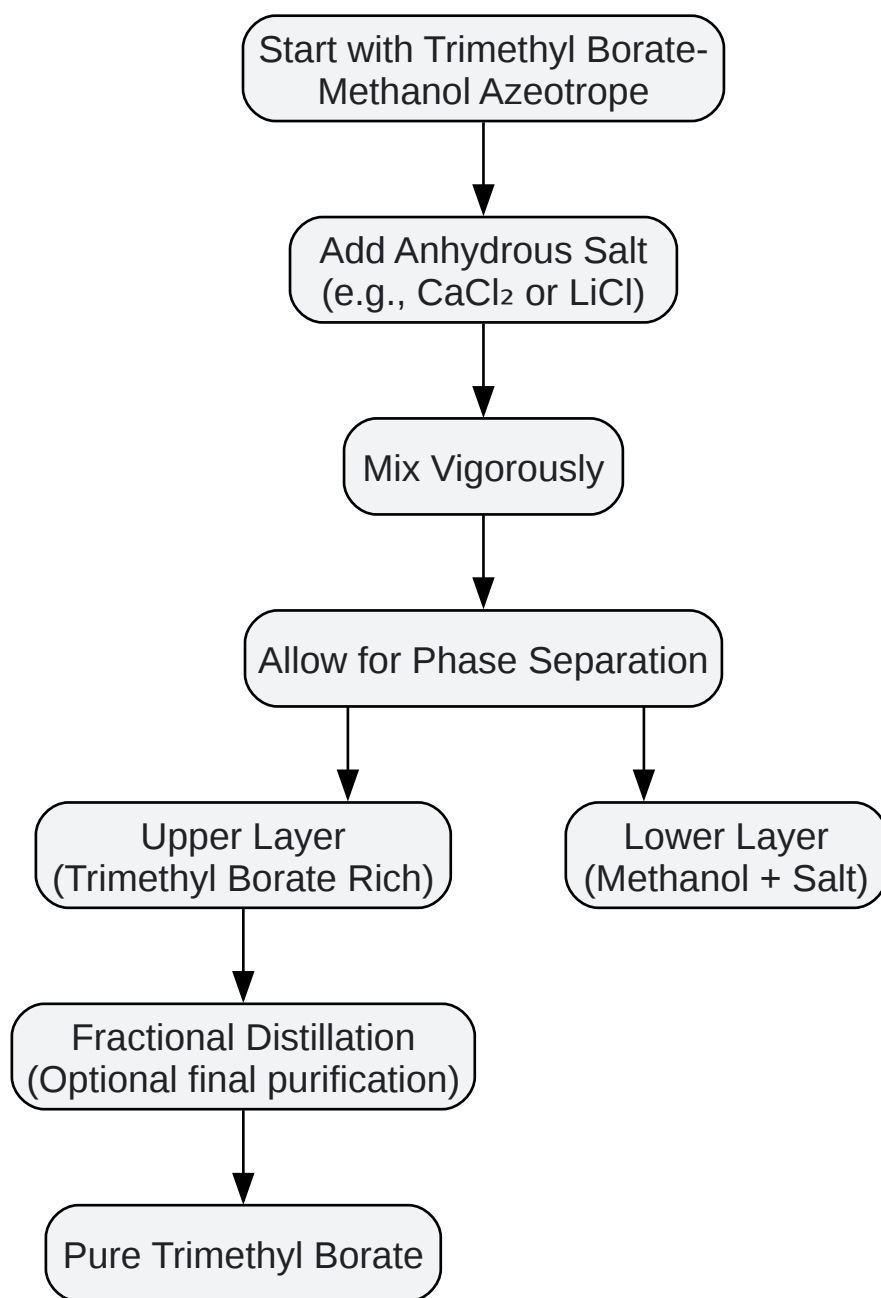 Start with Trimethyl Borate-
Methanol Azeotrope
Add Anhydrous Salt
(e.g., CaCl₂ or LiCl)
Mix Vigorously
Allow for Phase Separation
Upper Layer
(Trimethyl Borate Rich)
Lower Layer
(Methanol + Salt)
Fractional Distillation
(Optional final purification)
Pure Trimethyl Borate